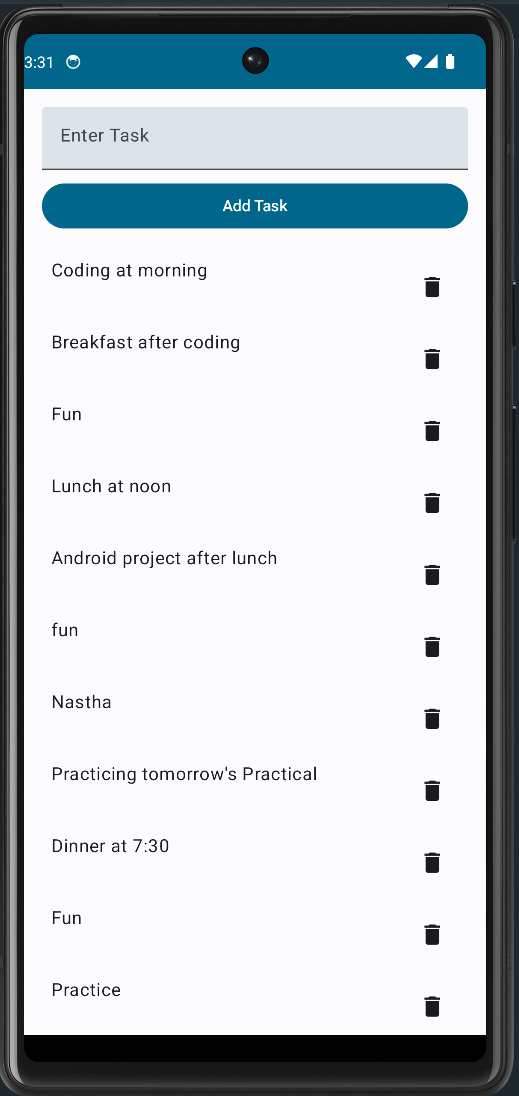 3:31
Enter Task
Add Task
Coding at morning
Breakfast after coding
Fun
Lunch at noon
Android project after lunch
fun
Nastha
Practicing tomorrow's Practical
Dinner at 7:30
Fun
Practice